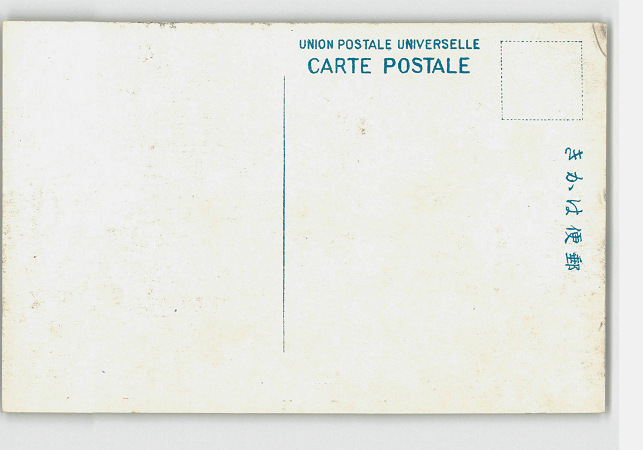 UNION POSTALE UNIVERSELLE
CARTE POSTALE
きかは便郵